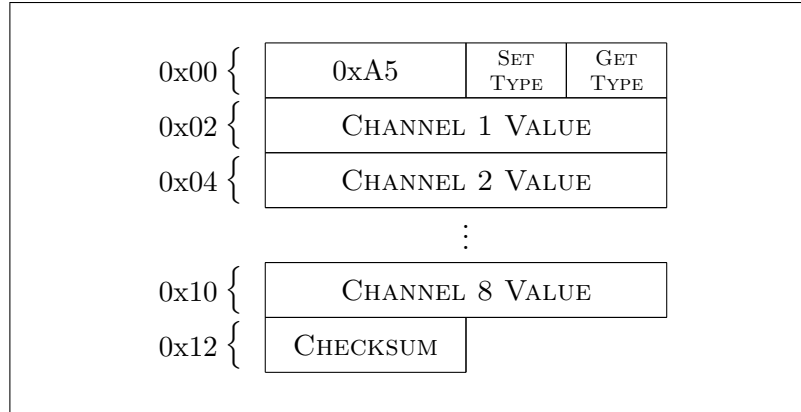 0x00 { 0xA5 SET TYPE GET TYPE
0x02 { CHANNEL 1 VALUE
0x04 { CHANNEL 2 VALUE
⋮
0x10 { CHANNEL 8 VALUE
0x12 { CHECKSUM